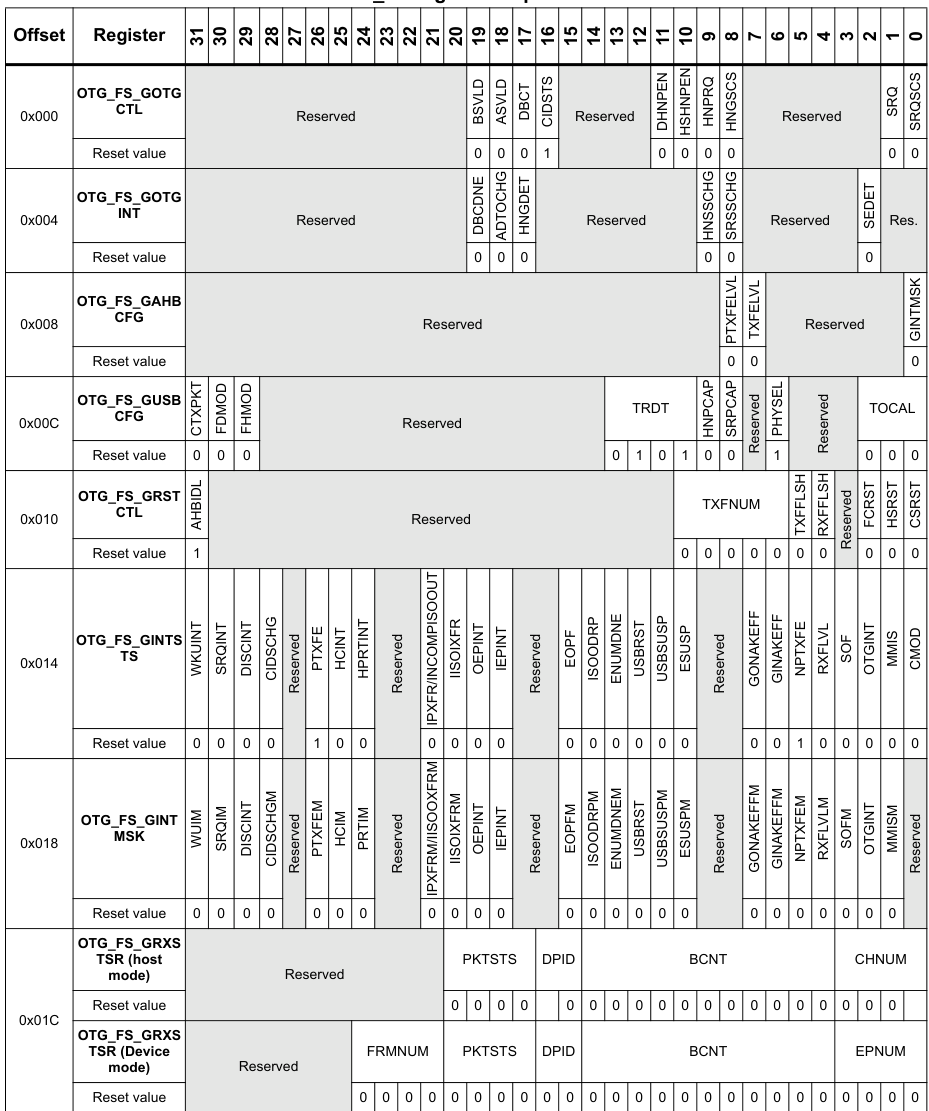 Offset Register 31 30 29 28 27 26 25 24 23 22 21 20 19 18 17 16 15 14 13 12 11 10 9 8 7 6 5 4 3 2 1 0
0x000 OTG_FS_GOTG
CTL Reserved BSVLD ASVLD DBCT CIDSTS Reserved DHNPEN HSHNPEN HNPRQ HNGSCS Reserved SRQ SRQSCS
Reset value 0 0 0 1 0 0 0 0 0 0
0x004 OTG_FS_GOTG
INT Reserved DBCDNE ADTOCHG HNGDET Reserved HNSSCHG SRSSCHG Reserved SEDET Res.
Reset value 0 0 0 0 0 0
0x008 OTG_FS_GAHB
CFG Reserved PTXFELVL TXFELVL Reserved GINTMSK
Reset value 0 0 0
0x00C OTG_FS_GUSB
CFG CTXPKT FDMOD FHMOD Reserved TRDT HNPCAP SRPCAP Reserved PHYSEL Reserved TOCAL
Reset value 0 0 0 0 1 0 1 0 0 1 0 0 0
0x010 OTG_FS_GRST
CTL AHBIDL Reserved TXFNUM TXFFLSH RXFFLSH Reserved FCRST HSRST CSRST
Reset value 1 0 0 0 0 0 0 0 0 0 0
0x014 OTG_FS_GINTS
TS WKUINT SRQINT DISCINT CIDSCHG Reserved PTXFE HCINT HPRTINT Reserved IPXFR/INCOMPISOOUT IISOIXFR OEPINT IEPINT Reserved EOPF ISOODRP ENUMDNE USBRST USBSUSP ESUSP Reserved GONAKEFF GINAKEFF NPTXFE RXFLVL SOF OTGINT MMIS CMOD
Reset value 0 0 0 0 1 0 0 0 0 0 0 0 0 0 0 0 0 0 0 1 0 0 0 0 0
0x018 OTG_FS_GINT
MSK WUIM SRQIM DISCINT CIDSCHGM Reserved PTXFEM HCIM PRTIM Reserved IPXFRM/IISOOXFRM IISOIXFRM OEPINT IEPINT Reserved EOPFM ISOODRPM ENUMDNEM USBRST USBSUSPM ESUSPM Reserved GONAKEFFM GINAKEFFM NPTXFEM RXFLVLM SOFM OTGINT MMISM Reserved
Reset value 0 0 0 0 0 0 0 0 0 0 0 0 0 0 0 0 0 0 0 0 0 0 0 0
0x01C OTG_FS_GRXS
TSR (host
mode) Reserved PKTSTS DPID BCNT CHNUM
Reset value 0 0 0 0 0 0 0 0 0 0 0 0 0 0 0 0 0 0 0
OTG_FS_GRXS
TSR (Device
mode) Reserved FRMNUM PKTSTS DPID BCNT EPNUM
Reset value 0 0 0 0 0 0 0 0 0 0 0 0 0 0 0 0 0 0 0 0 0 0 0 0 0